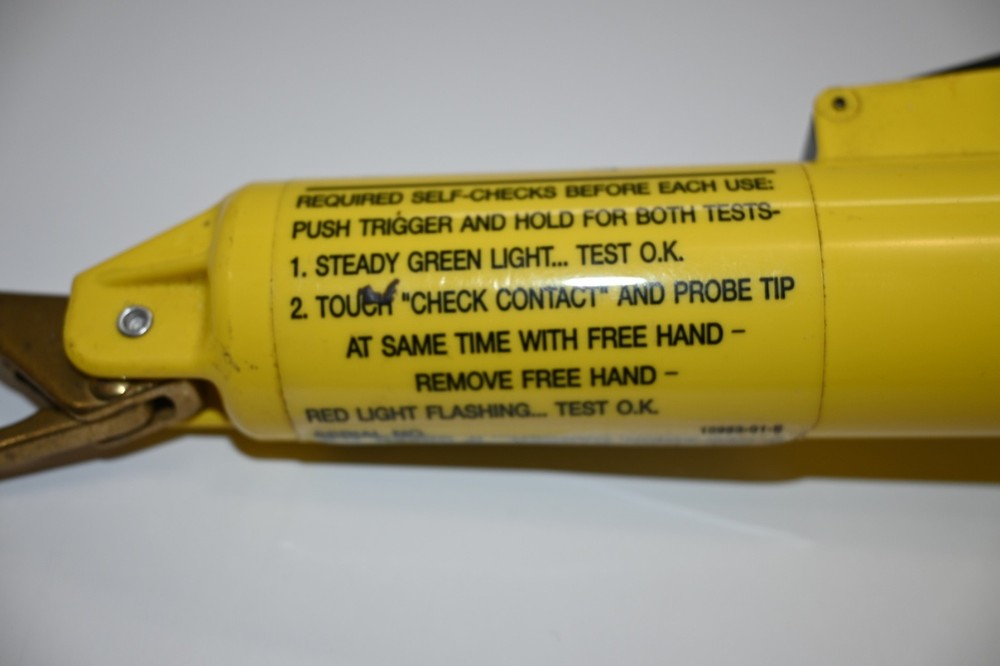 REQUIRED SELF-CHECKS BEFORE EACH USE:
PUSH TRIGGER AND HOLD FOR BOTH TESTS-
1. STEADY GREEN LIGHT... TEST O.K.
2. TOUCH "CHECK CONTACT" AND PROBE TIP
AT SAME TIME WITH FREE HAND –
REMOVE FREE HAND –
RED LIGHT FLASHING... TEST O.K.
SERIAL NO.